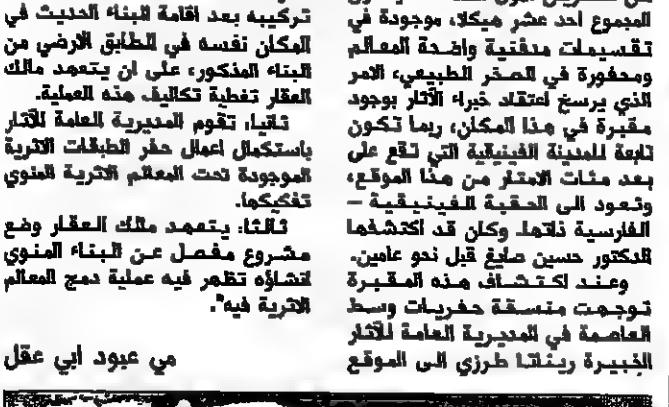 المجموع احد عشر هيكلا، موجودة في
تقسيمات مدفنية واضحة المعالم
ومحفورة في الصخر الطبيعي، الامر
الذي يرسخ اعتقاد خبراء الآثار بوجود
مقبرة في هذا المكان، ربما تكون
تابعة للمدينة الفينيقية التي تقع على
بعد مئات الامتار من هذا الموقع،
وتعود الى الحقبة الفينيقية –
الفارسية ذاتها. وكان قد اكتشفها
الدكتور حسين صايغ قبل نحو عامين.
وعند اكتشاف هذه المقبرة
توجهت منسقة حفريات وسط
العاصمة في المديرية العامة للآثار
الخبيرة رينانا طرزي الى الموقع
تركيبه بعد اقامة البناء الحديث في
المكان نفسه في الطابق الارضي من
البناء المذكور، على ان يتعهد مالك
العقار تغطية تكاليف هذه العملية.
ثانيا: تقوم المديرية العامة للآثار
باستكمال اعمال حفر الطبقات الاثرية
الموجودة تحت المعالم الاثرية المنوي
تفكيكها.
ثالثا: يتعهد مالك العقار وضع
مشروع مفصل عن البناء المنوي
انشاؤه تظهر فيه عملية دمج المعالم
الاثرية فيه".
مي عبود ابي عقل